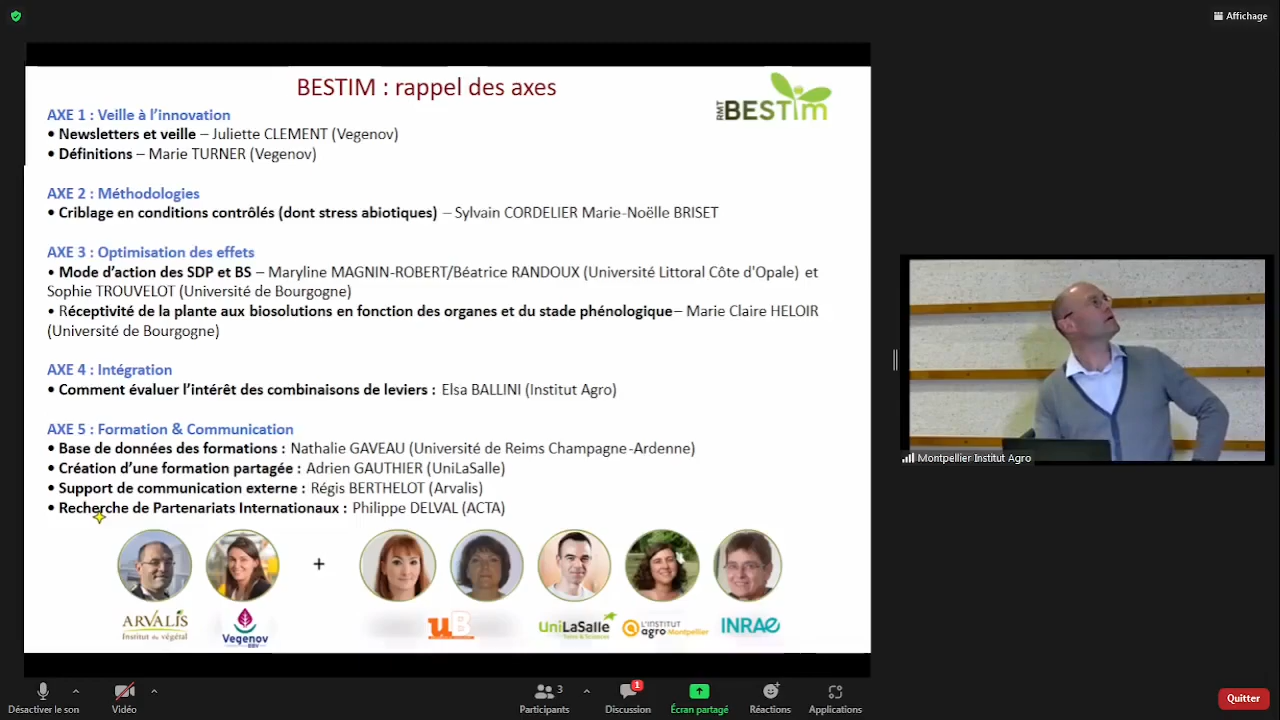 Affichage
BESTIM : rappel des axes
RMT BESTim
AXE 1 : Veille à l’innovation
• Newsletters et veille – Juliette CLEMENT (Vegenov)
• Définitions – Marie TURNER (Vegenov)
AXE 2 : Méthodologies
• Criblage en conditions contrôlés (dont stress abiotiques) – Sylvain CORDELIER Marie-Noëlle BRISET
AXE 3 : Optimisation des effets
• Mode d’action des SDP et BS – Maryline MAGNIN-ROBERT/Béatrice RANDOUX (Université Littoral Côte d'Opale) et
Sophie TROUVELOT (Université de Bourgogne)
• Réceptivité de la plante aux biosolutions en fonction des organes et du stade phénologique– Marie Claire HELOIR
(Université de Bourgogne)
AXE 4 : Intégration
• Comment évaluer l’intérêt des combinaisons de leviers : Elsa BALLINI (Institut Agro)
AXE 5 : Formation & Communication
• Base de données des formations : Nathalie GAVEAU (Université de Reims Champagne-Ardenne)
• Création d’une formation partagée : Adrien GAUTHIER (UniLaSalle)
• Support de communication externe : Régis BERTHELOT (Arvalis)
• Recherche de Partenariats Internationaux : Philippe DELVAL (ACTA)
+
ARVALIS
Institut du végétal
Vegenov
uB
UniLaSalle
Terre & Sciences
L'INSTITUT
agro Montpellier
INRAE
Montpellier Institut Agro
Désactiver le son
Vidéo
3
Participants
1
Discussion
Écran partagé
Réactions
Applications
Quitter